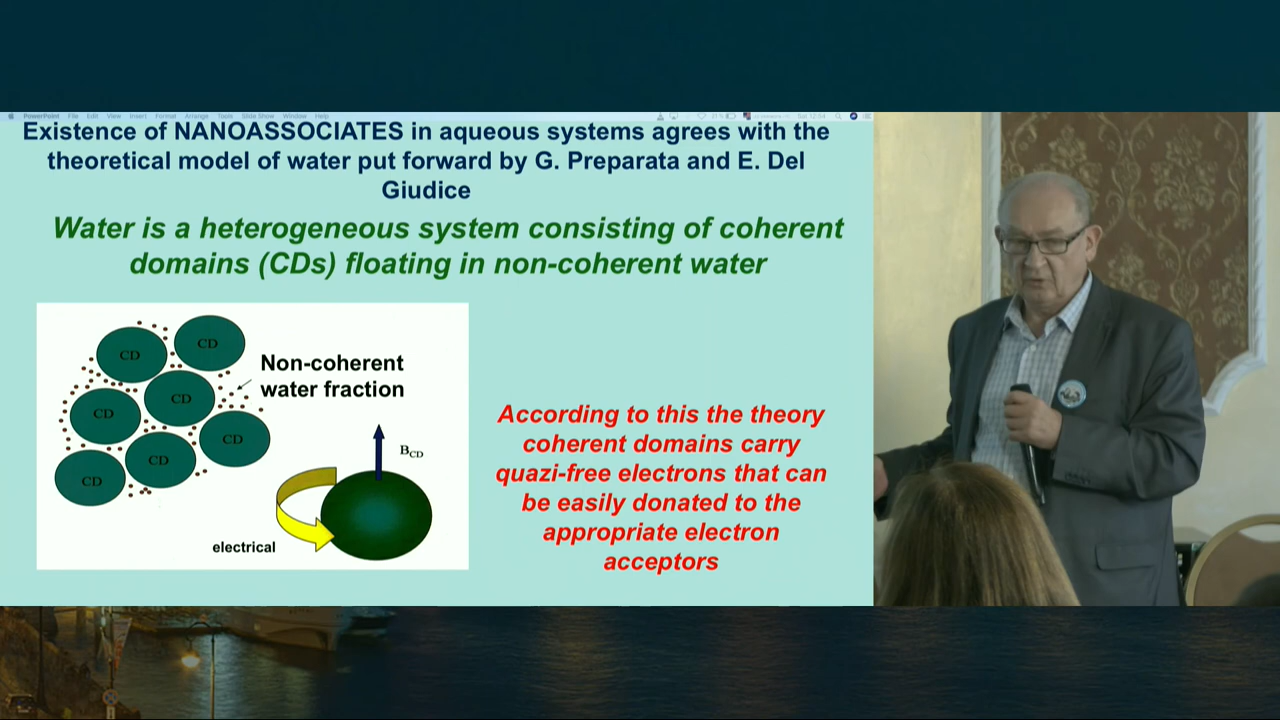 PowerPoint File Edit View Insert Format Arrange Tools Slide Show Window Help
Existence of NANOASSOCIATES in aqueous systems agrees with the
theoretical model of water put forward by G. Preparata and E. Del
Giudice
Water is a heterogeneous system consisting of coherent
domains (CDs) floating in non-coherent water
CD
CD
CD
CD
CD
CD
CD
Non-coherent
water fraction
BCD
electrical
According to this the theory
coherent domains carry
quazi-free electrons that can
be easily donated to the
appropriate electron
acceptors